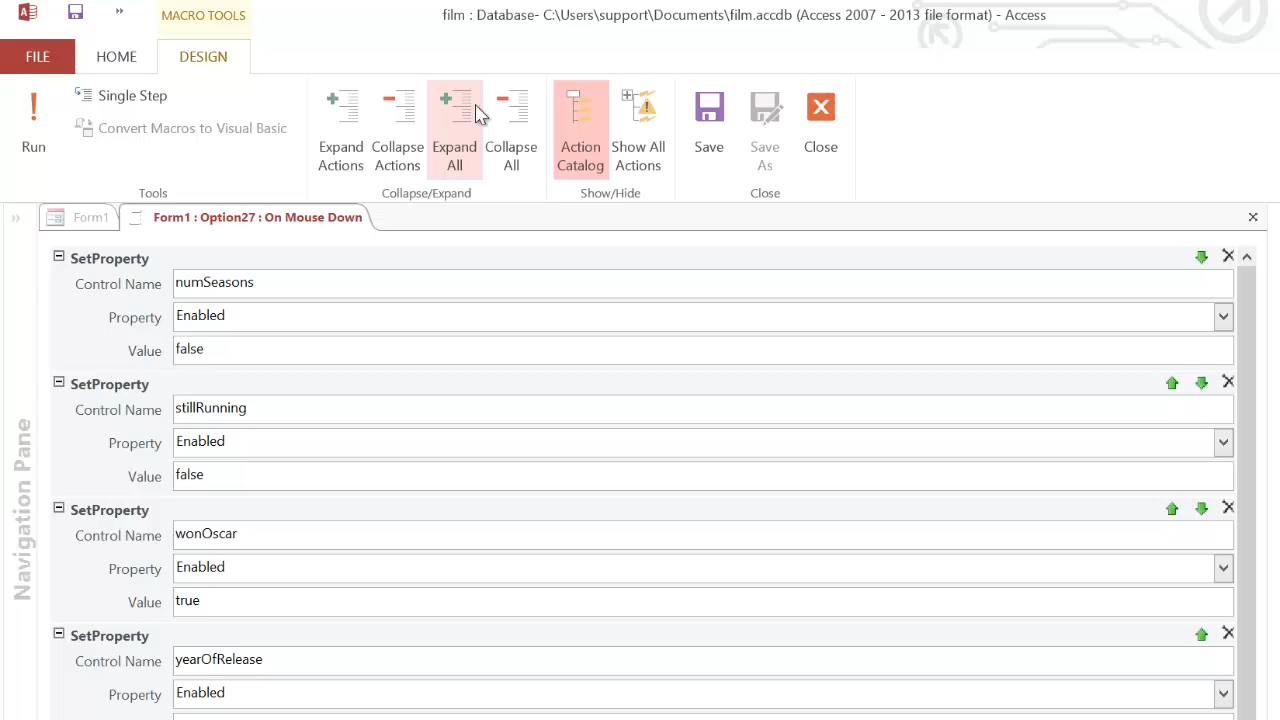 MACRO TOOLS
film : Database- C:\Users\support\Documents\film.accdb (Access 2007 - 2013 file format) - Access
FILE HOME DESIGN
Run
Single Step
Convert Macros to Visual Basic
Tools
Expand Actions
Collapse Actions
Expand All
Collapse All
Collapse/Expand
Action Catalog
Show All Actions
Show/Hide
Save
Save As
Close
Close
Navigation Pane
Form1
Form1 : Option27 : On Mouse Down
SetProperty
Control Name numSeasons
Property Enabled
Value false
SetProperty
Control Name stillRunning
Property Enabled
Value false
SetProperty
Control Name wonOscar
Property Enabled
Value true
SetProperty
Control Name yearOfRelease
Property Enabled